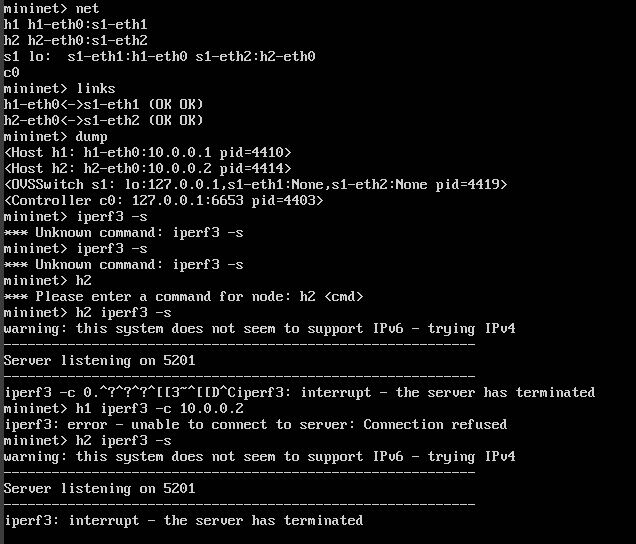 mininet> net
h1 h1-eth0:s1-eth1
h2 h2-eth0:s1-eth2
s1 lo:  s1-eth1:h1-eth0 s1-eth2:h2-eth0
c0
mininet> links
h1-eth0<->s1-eth1 (OK OK)
h2-eth0<->s1-eth2 (OK OK)
mininet> dump
<Host h1: h1-eth0:10.0.0.1 pid=4410>
<Host h2: h2-eth0:10.0.0.2 pid=4414>
<OVSSwitch s1: lo:127.0.0.1,s1-eth1:None,s1-eth2:None pid=4419>
<Controller c0: 127.0.0.1:6653 pid=4403>
mininet> iperf3 -s
*** Unknown command: iperf3 -s
mininet> iperf3 -s
*** Unknown command: iperf3 -s
mininet> h2
*** Please enter a command for node: h2 <cmd>
mininet> h2 iperf3 -s
warning: this system does not seem to support IPv6 - trying IPv4
-----------------------------------------------------------
Server listening on 5201
-----------------------------------------------------------
iperf3 -c 0.^?^?^?^[[3~^[[D^Ciperf3: interrupt - the server has terminated
mininet> h1 iperf3 -c 10.0.0.2
iperf3: error - unable to connect to server: Connection refused
mininet> h2 iperf3 -s
warning: this system does not seem to support IPv6 - trying IPv4
-----------------------------------------------------------
Server listening on 5201
-----------------------------------------------------------
iperf3: interrupt - the server has terminated